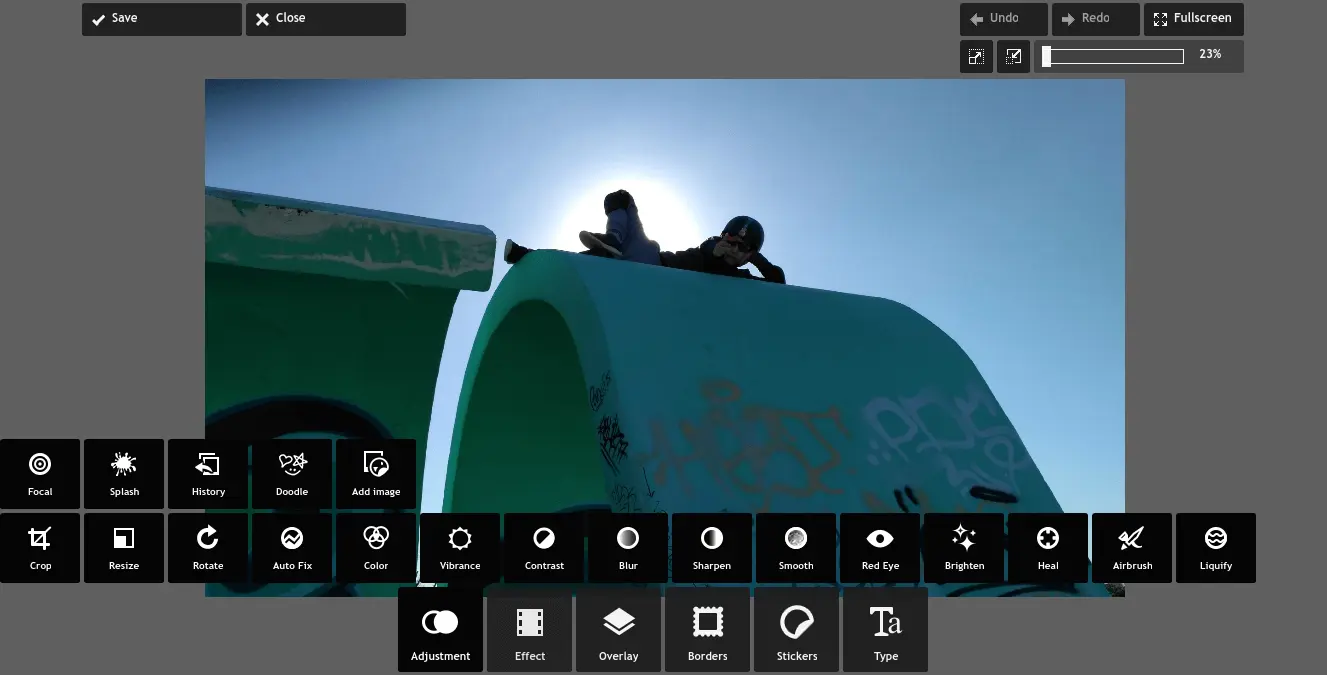 Save
Close
Undo
Redo
Fullscreen
23%
Focal
Splash
History
Doodle
Add image
Crop
Resize
Rotate
Auto Fix
Color
Vibrance
Contrast
Blur
Sharpen
Smooth
Red Eye
Brighten
Heal
Airbrush
Liquify
Adjustment
Effect
Overlay
Borders
Stickers
Type